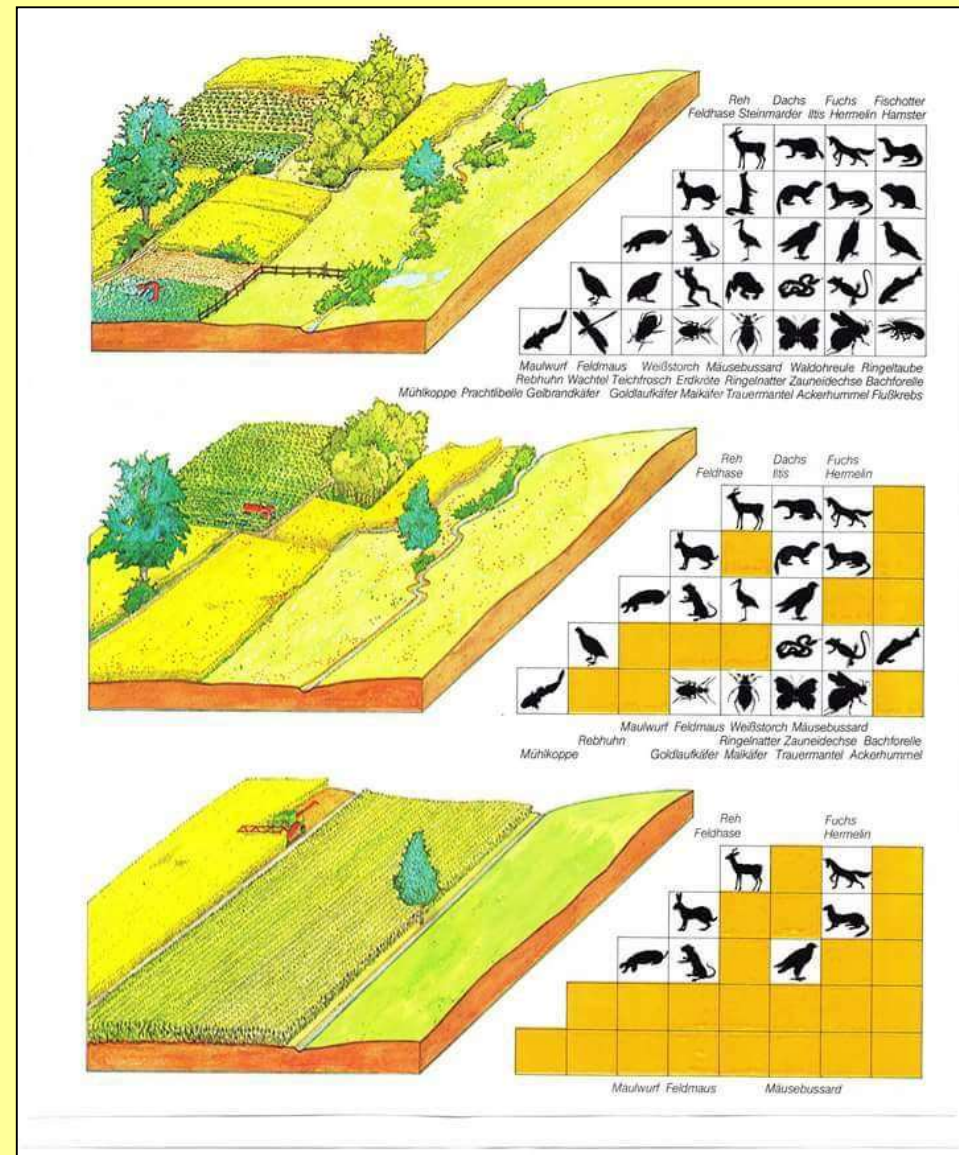 Reh Dachs Fuchs Fischotter
Feldhase Steinmarder Iltis Hermelin Hamster
Maulwurf Feldmaus Weißstorch Mäusebussard Waldohreule Ringeltaube
Rebhuhn Wachtel Teichfrosch Erdkröte Ringelnatter Zauneidechse Bachforelle
Mühlkoppe Prachtlibelle Gelbrandkäfer Goldlaufkäfer Maikäfer Trauermantel Ackerhummel Flußkrebs
Reh Dachs Fuchs
Feldhase Iltis Hermelin
Maulwurf Feldmaus Weißstorch Mäusebussard
Rebhuhn Ringelnatter Zauneidechse Bachforelle
Mühlkoppe Goldlaufkäfer Maikäfer Trauermantel Ackerhummel
Reh Fuchs
Feldhase Hermelin
Maulwurf Feldmaus Mäusebussard